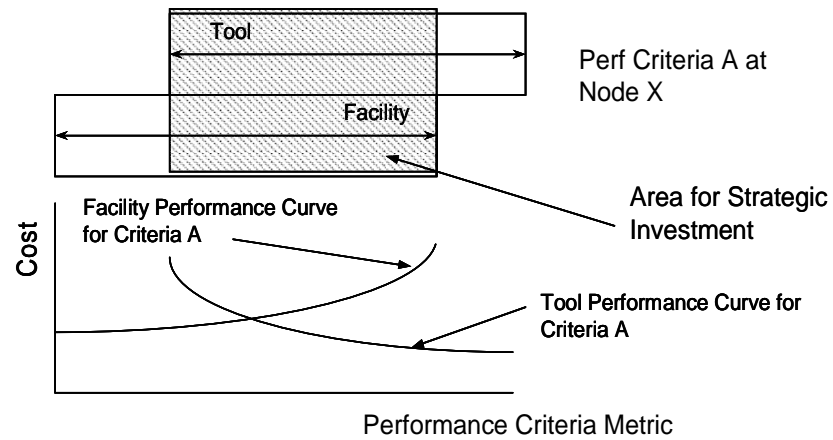 Tool
Perf Criteria A at
Node X
Facility
Area for Strategic
Investment
Facility Performance Curve
for Criteria A
Cost
Tool Performance Curve for
Criteria A
Performance Criteria Metric